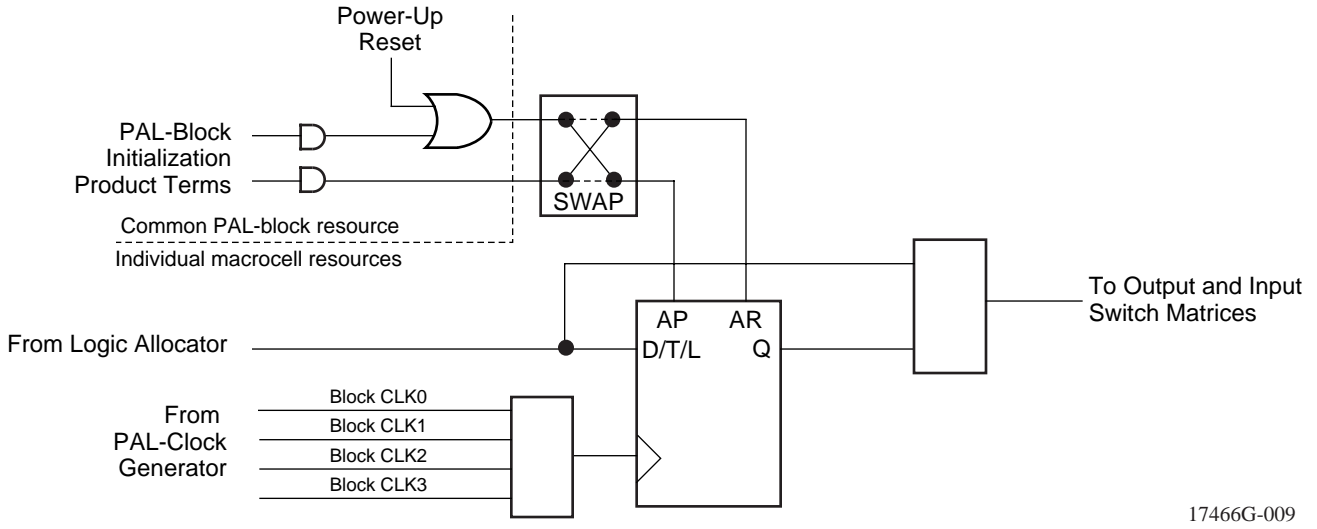 Power-Up
Reset
PAL-Block
Initialization
Product Terms
SWAP
Common PAL-block resource
Individual macrocell resources
To Output and Input
Switch Matrices
AP AR
From Logic Allocator
D/T/L Q
Block CLK0
From
PAL-Clock
Generator
Block CLK1
Block CLK2
Block CLK3
17466G-009